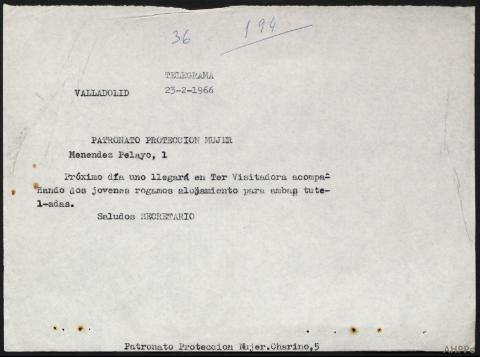 36 194
TELEGRAMA
VALLADOLID 23-2-1966
PATRONATO PROTECCION MUJER
Menendez Pelayo, 1
Próximo día uno llegará en Ter Visitadora acompa-
ñando dos jovenes rogamos alojamiento para ambas tute-
l-adas.
Saludos SECRETARIO
Patronato Proteccion Mujer.Charino,5
AHPPo